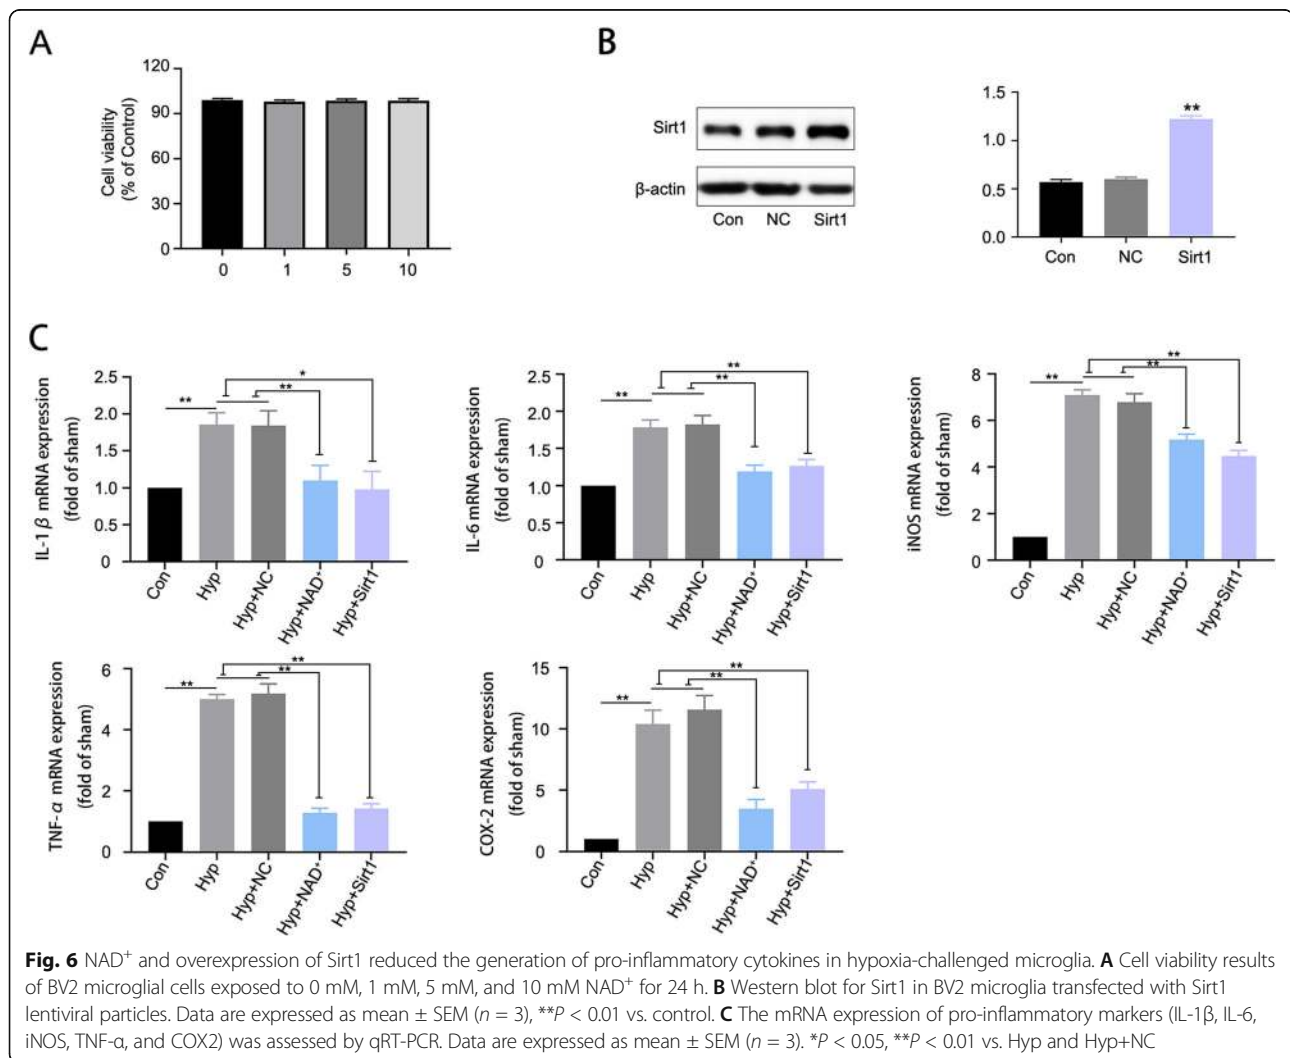 A
Cell viability
(% of Control)
120
90
60
30
0
0 1 5 10
B
Sirt1
β-actin
Con NC Sirt1
1.5
1.0
0.5
0.0
**
Con NC Sirt1
C
IL-1 β mRNA expression
(fold of sham)
2.5
2.0
1.5
1.0
0.5
0
** ** *
Con Hyp Hyp+NC Hyp+NAD⁺ Hyp+Sirt1
IL-6 mRNA expression
(fold of sham)
2.5
2.0
1.5
1.0
0.5
0
** ** **
Con Hyp Hyp+NC Hyp+NAD⁺ Hyp+Sirt1
iNOS mRNA expression
(fold of sham)
8
6
4
2
0
** ** **
Con Hyp Hyp+NC Hyp+NAD⁺ Hyp+Sirt1
TNF-α mRNA expression
(fold of sham)
6
4
2
0
** ** **
Con Hyp Hyp+NC Hyp+NAD⁺ Hyp+Sirt1
COX-2 mRNA expression
(fold of sham)
15
10
5
0
** ** **
Con Hyp Hyp+NC Hyp+NAD⁺ Hyp+Sirt1
Fig. 6 NAD⁺ and overexpression of Sirt1 reduced the generation of pro-inflammatory cytokines in hypoxia-challenged microglia. A Cell viability results
of BV2 microglial cells exposed to 0 mM, 1 mM, 5 mM, and 10 mM NAD⁺ for 24 h. B Western blot for Sirt1 in BV2 microglia transfected with Sirt1
lentiviral particles. Data are expressed as mean ± SEM (n = 3), **P < 0.01 vs. control. C The mRNA expression of pro-inflammatory markers (IL-1β, IL-6,
iNOS, TNF-α, and COX2) was assessed by qRT-PCR. Data are expressed as mean ± SEM (n = 3). *P < 0.05, **P < 0.01 vs. Hyp and Hyp+NC